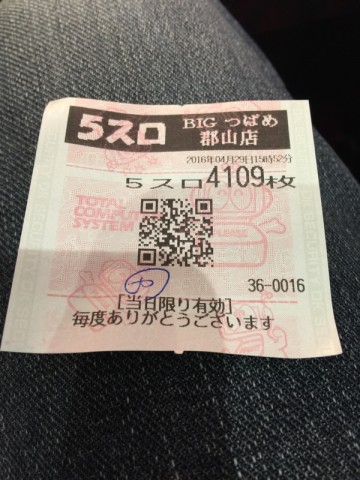 5スロ
BIG つばめ
郡山店
2016年04月29日15時52分
5スロ4109枚
TOTAL
COMPUTER
SYSTEM
36-0016
[当日限り有効]
毎度ありがとうございます